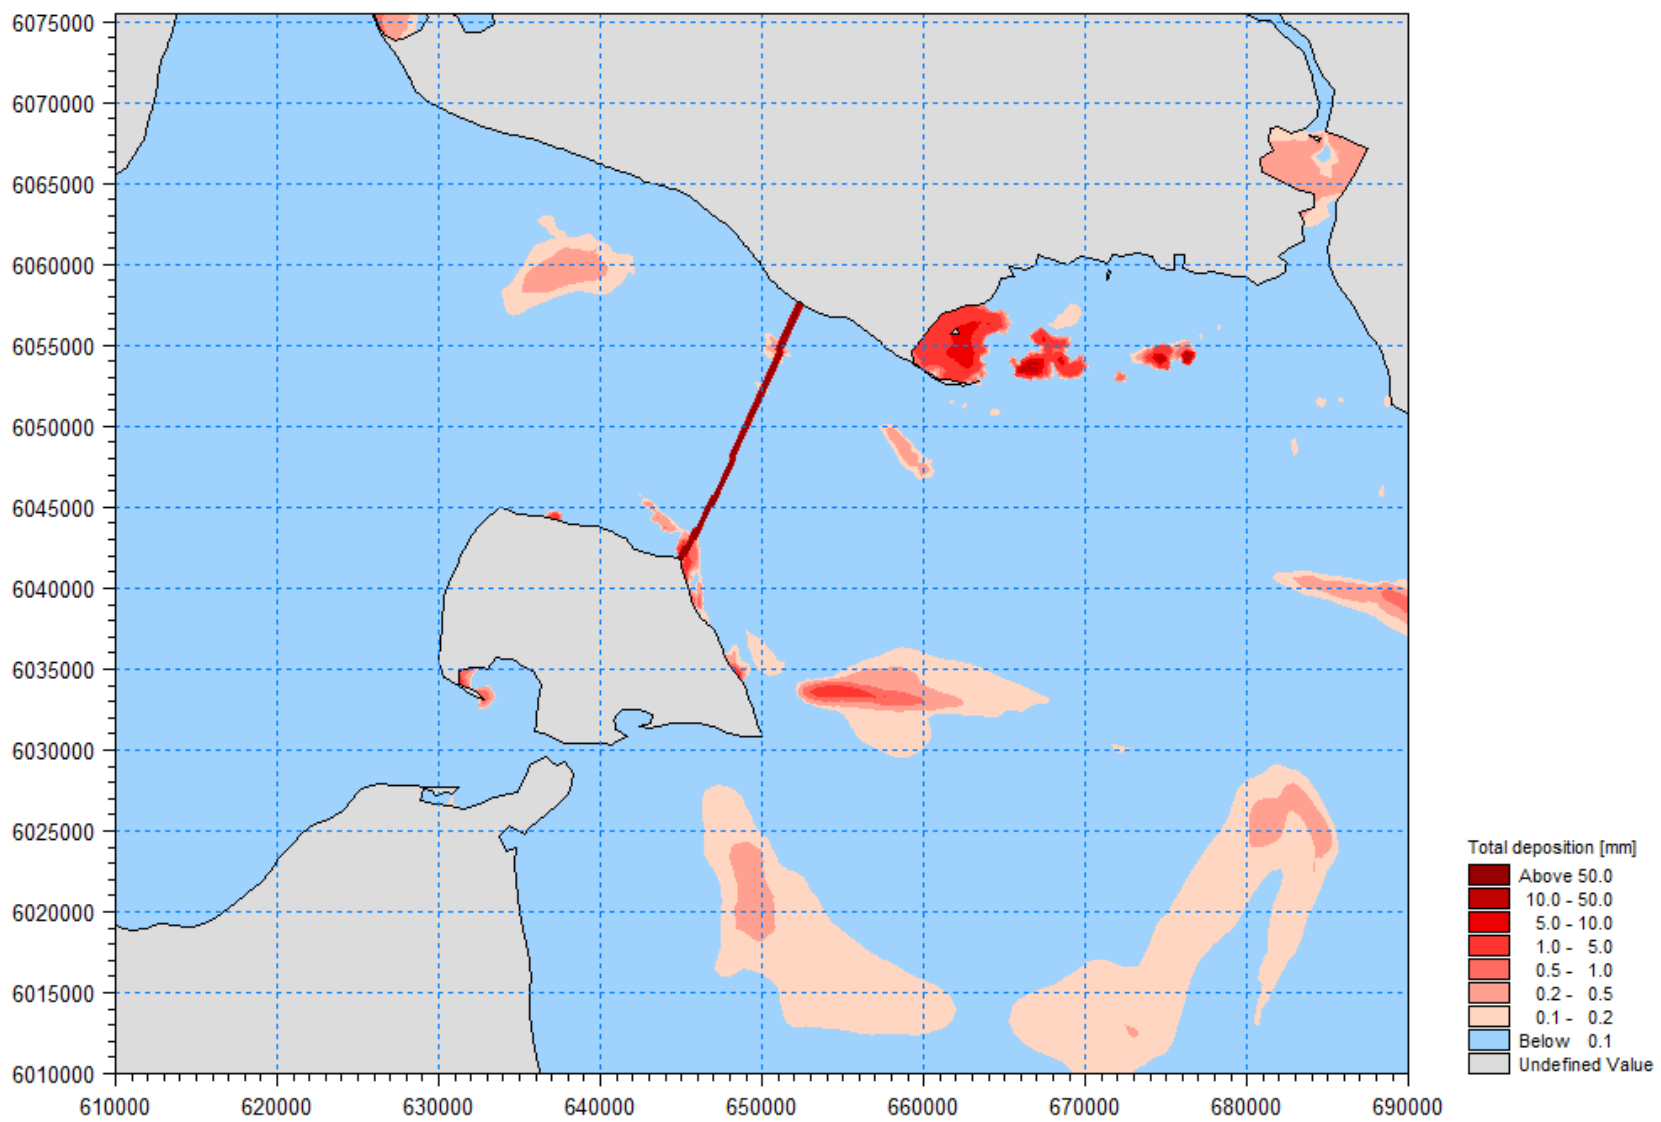 6075000
6070000
6065000
6060000
6055000
6050000
6045000
6040000
6035000
6030000
6025000
6020000
6015000
6010000
610000 620000 630000 640000 650000 660000 670000 680000 690000
Total deposition [mm]
Above 50.0
10.0 - 50.0
5.0 - 10.0
1.0 - 5.0
0.5 - 1.0
0.2 - 0.5
0.1 - 0.2
Below 0.1
Undefined Value